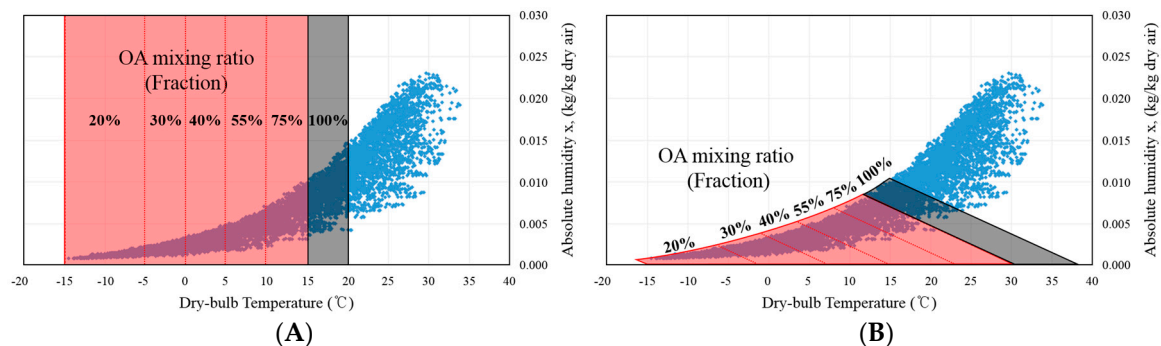 0.030
0.025
0.020
0.015
0.010
0.005
0.000
OA mixing ratio
(Fraction)
20% 30% 40% 55% 75% 100%
-20 -15 -10 -5 0 5 10 15 20 25 30 35 40
Dry-bulb Temperature (℃)
Absolute humidity x, (kg/kg dry air)
(A)
0.030
0.025
0.020
0.015
0.010
0.005
0.000
OA mixing ratio
(Fraction)
20% 30% 40% 55% 75% 100%
-20 -15 -10 -5 0 5 10 15 20 25 30 35 40
Dry-bulb Temperature (℃)
Absolute humidity x, (kg/kg dry air)
(B)